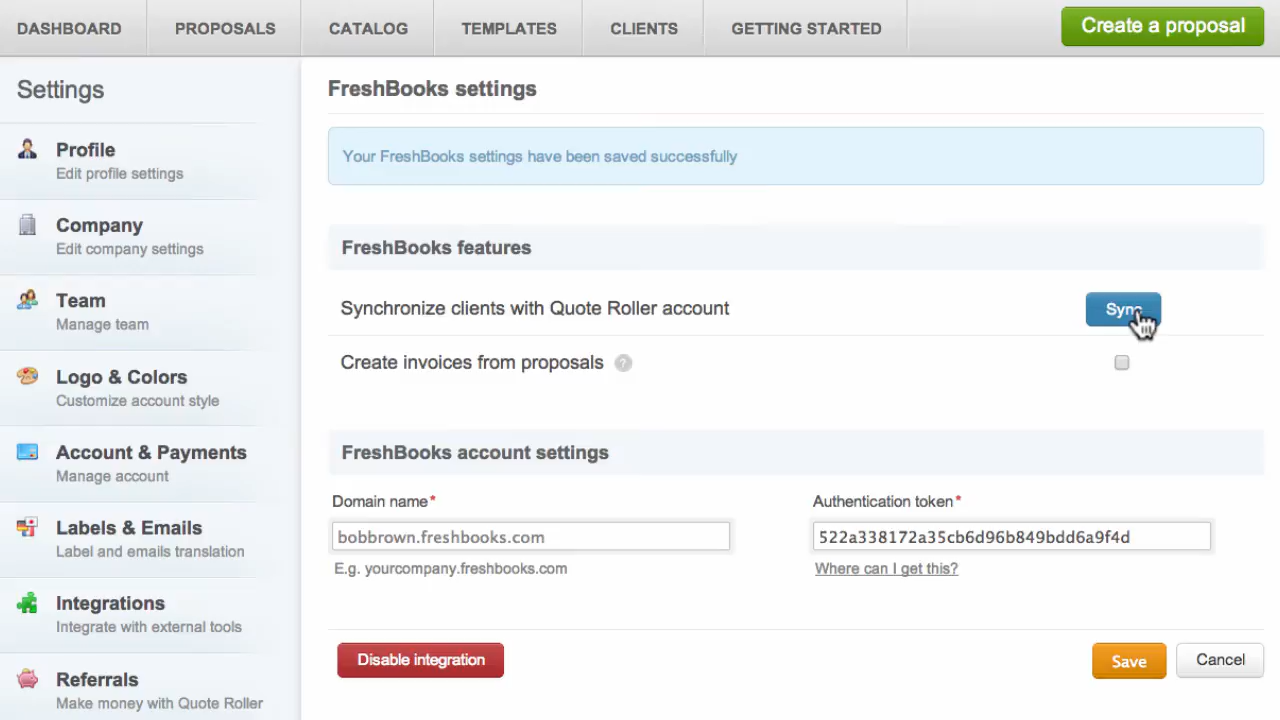 DASHBOARD
PROPOSALS
CATALOG
TEMPLATES
CLIENTS
GETTING STARTED
Create a proposal
Settings
Profile
Edit profile settings
Company
Edit company settings
Team
Manage team
Logo & Colors
Customize account style
Account & Payments
Manage account
Labels & Emails
Label and emails translation
Integrations
Integrate with external tools
Referrals
Make money with Quote Roller
FreshBooks settings
Your FreshBooks settings have been saved successfully
FreshBooks features
Synchronize clients with Quote Roller account
Sync
Create invoices from proposals ?
FreshBooks account settings
Domain name*
bobbrown.freshbooks.com
E.g. yourcompany.freshbooks.com
Authentication token*
522a338172a35cb6d96b849bdd6a9f4d
Where can I get this?
Disable integration
Save
Cancel